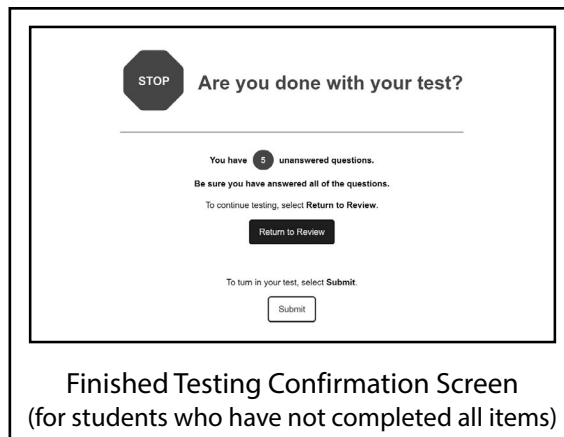 STOP
Are you done with your test?
You have 5 unanswered questions.
Be sure you have answered all of the questions.
To continue testing, select Return to Review.
Return to Review
To turn in your test, select Submit.
Submit
Finished Testing Confirmation Screen
(for students who have not completed all items)